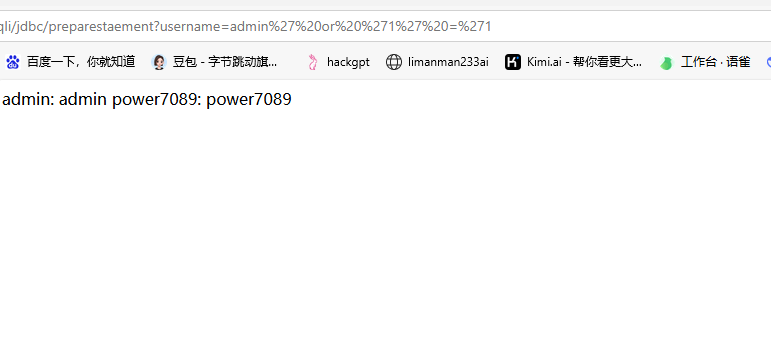 qli/jdbc/preparestaement?username=admin%27%20or%20%271%27%20=%271
百度一下，你就知道 豆包 - 字节跳动旗... hackgpt limanman233ai Kimi.ai - 帮你看更大... 工作台 · 语雀
admin: admin power7089: power7089